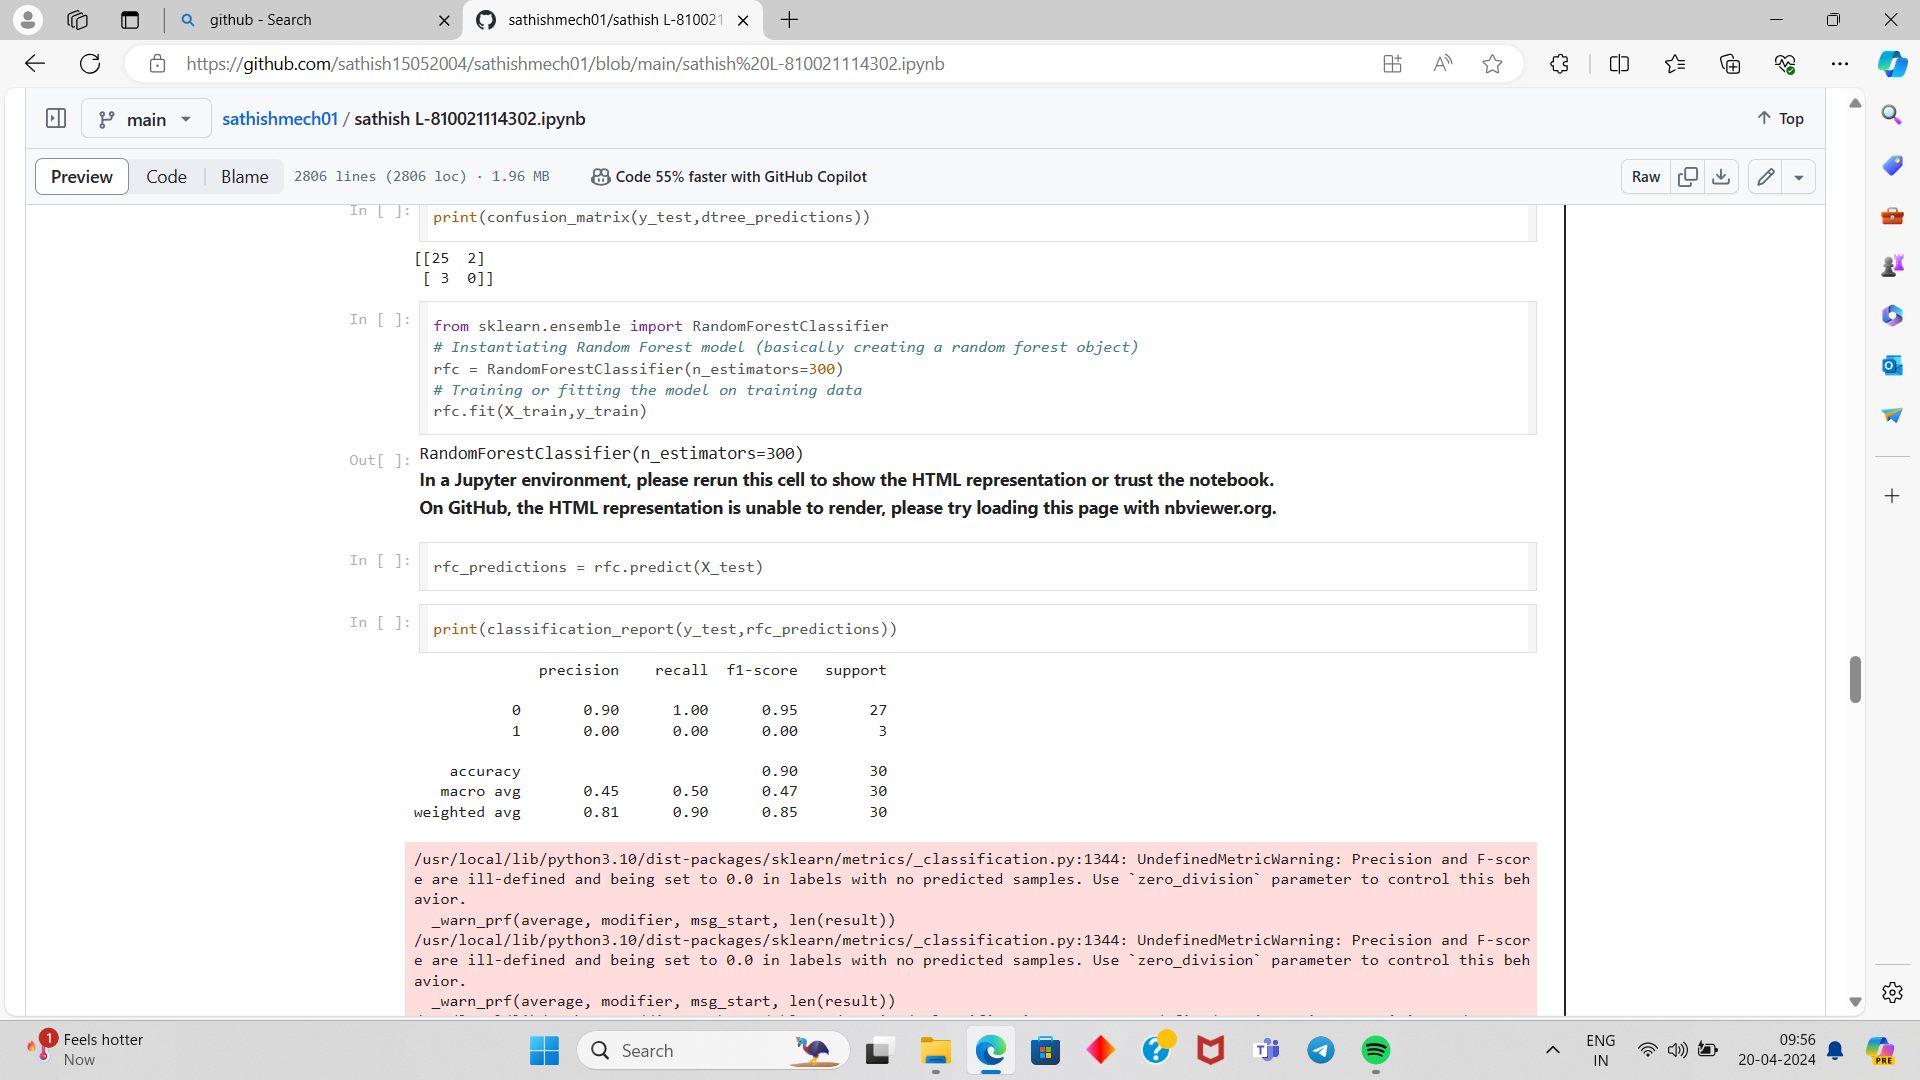 github - Search
sathishmech01/sathish L-810021
https://github.com/sathish15052004/sathishmech01/blob/main/sathish%20L-810021114302.ipynb
main
sathishmech01 / sathish L-810021114302.ipynb
Top
Preview Code Blame 2806 lines (2806 loc) · 1.96 MB Code 55% faster with GitHub Copilot Raw
In [ ]: print(confusion_matrix(y_test,dtree_predictions))
[[25  2]
 [ 3  0]]
In [ ]: from sklearn.ensemble import RandomForestClassifier
# Instantiating Random Forest model (basically creating a random forest object)
rfc = RandomForestClassifier(n_estimators=300)
# Training or fitting the model on training data
rfc.fit(X_train,y_train)
Out[ ]: RandomForestClassifier(n_estimators=300)
In a Jupyter environment, please rerun this cell to show the HTML representation or trust the notebook.
On GitHub, the HTML representation is unable to render, please try loading this page with nbviewer.org.
In [ ]: rfc_predictions = rfc.predict(X_test)
In [ ]: print(classification_report(y_test,rfc_predictions))
precision recall f1-score support
0 0.90 1.00 0.95 27
1 0.00 0.00 0.00 3
accuracy 0.90 30
macro avg 0.45 0.50 0.47 30
weighted avg 0.81 0.90 0.85 30
/usr/local/lib/python3.10/dist-packages/sklearn/metrics/_classification.py:1344: UndefinedMetricWarning: Precision and F-scor
e are ill-defined and being set to 0.0 in labels with no predicted samples. Use `zero_division` parameter to control this beh
avior.
_warn_prf(average, modifier, msg_start, len(result))
/usr/local/lib/python3.10/dist-packages/sklearn/metrics/_classification.py:1344: UndefinedMetricWarning: Precision and F-scor
e are ill-defined and being set to 0.0 in labels with no predicted samples. Use `zero_division` parameter to control this beh
avior.
_warn_prf(average, modifier, msg_start, len(result))
1 Feels hotter
Now
Search
ENG
IN
09:56
20-04-2024
PRE